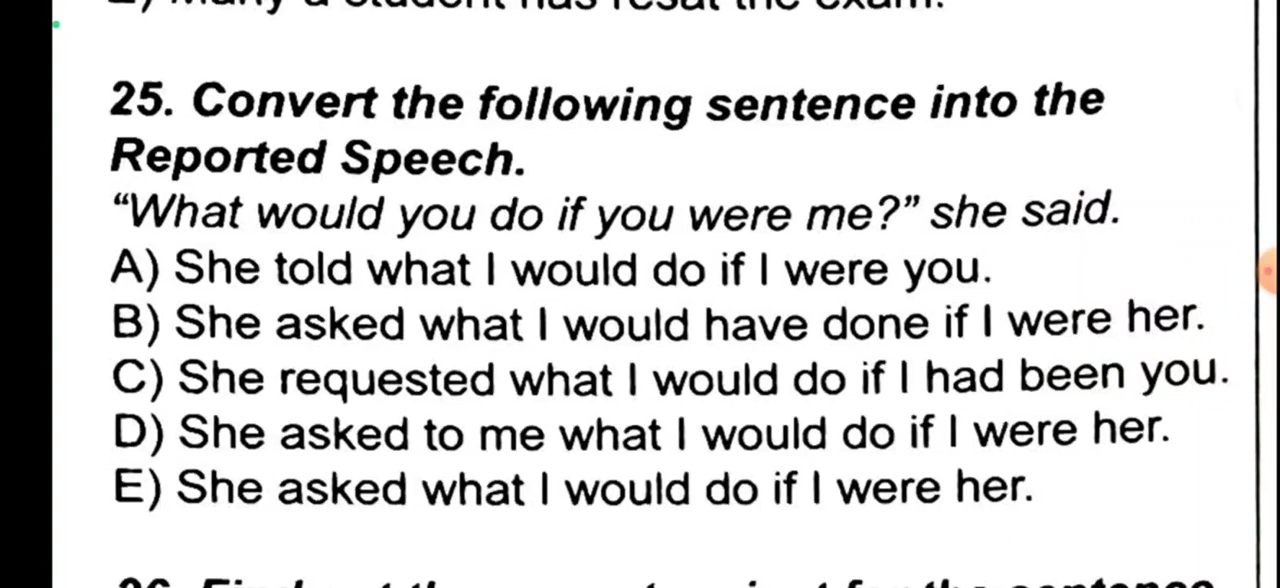 25. Convert the following sentence into the
Reported Speech.
“What would you do if you were me?” she said.
A) She told what I would do if I were you.
B) She asked what I would have done if I were her.
C) She requested what I would do if I had been you.
D) She asked to me what I would do if I were her.
E) She asked what I would do if I were her.